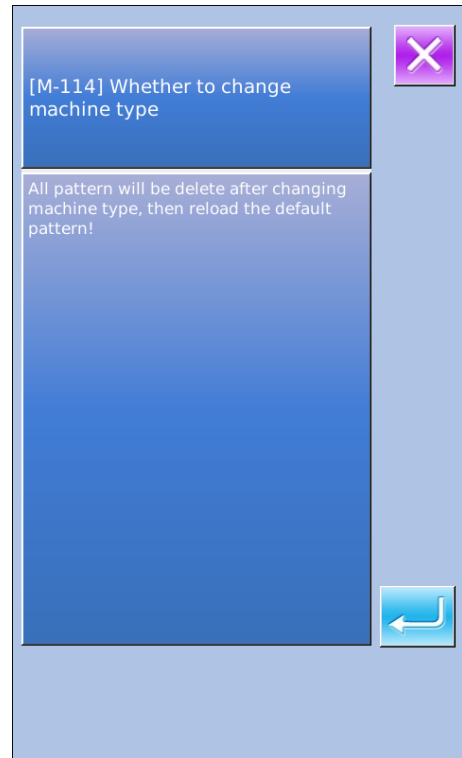 [M-114] Whether to change
machine type
All pattern will be delete after changing
machine type, then reload the default
pattern!